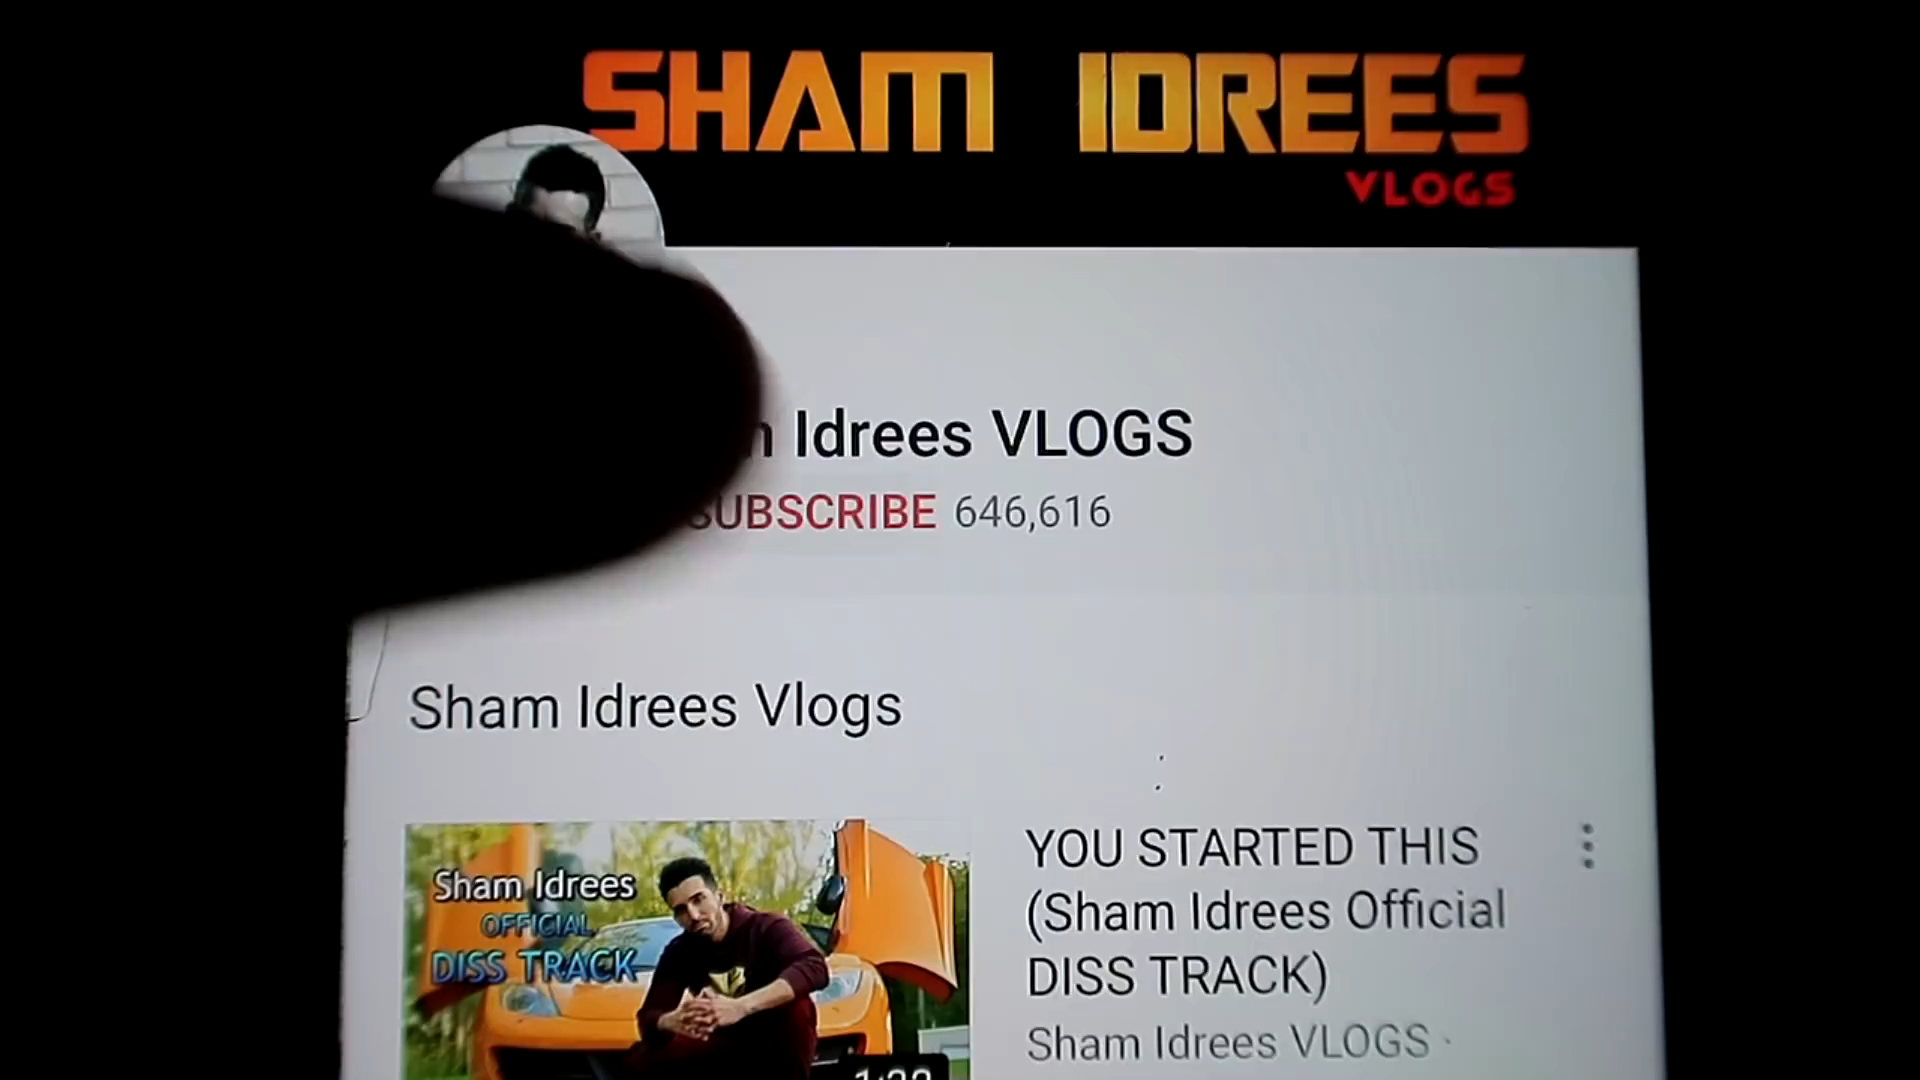 SHAM IDREES
VLOGS
Idrees VLOGS
SUBSCRIBE 646,616
Sham Idrees Vlogs
Sham Idrees
OFFICIAL
DISS TRACK
YOU STARTED THIS
(Sham Idrees Official
DISS TRACK)
Sham Idrees VLOGS ·